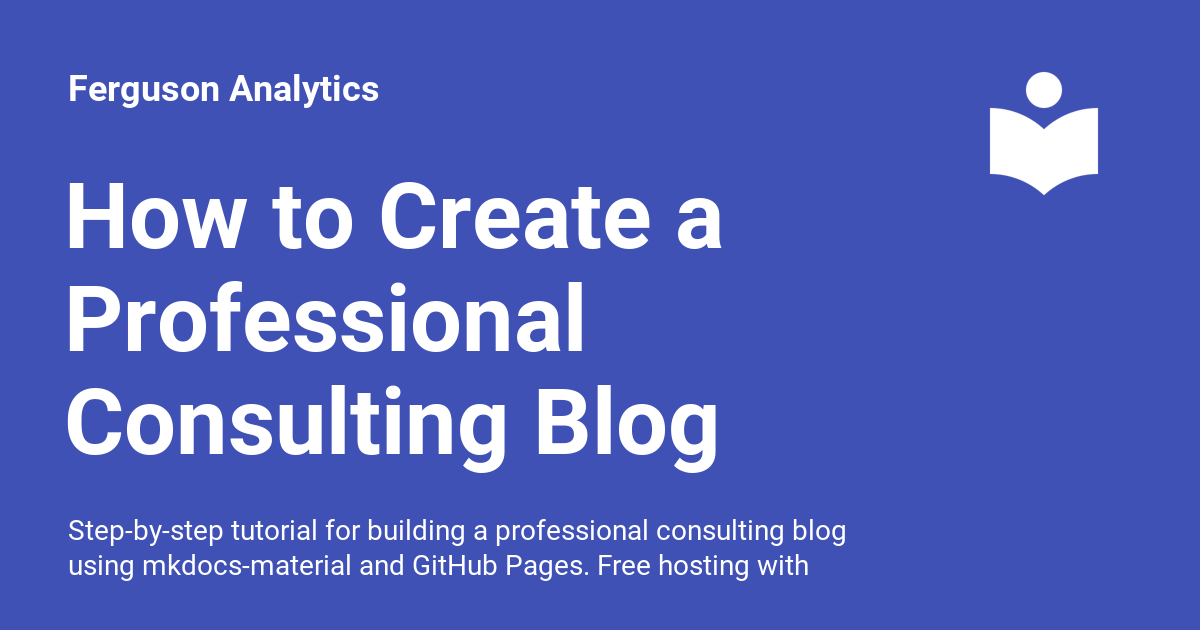 Ferguson Analytics
How to Create a
Professional
Consulting Blog
Step-by-step tutorial for building a professional consulting blog
using mkdocs-material and GitHub Pages. Free hosting with